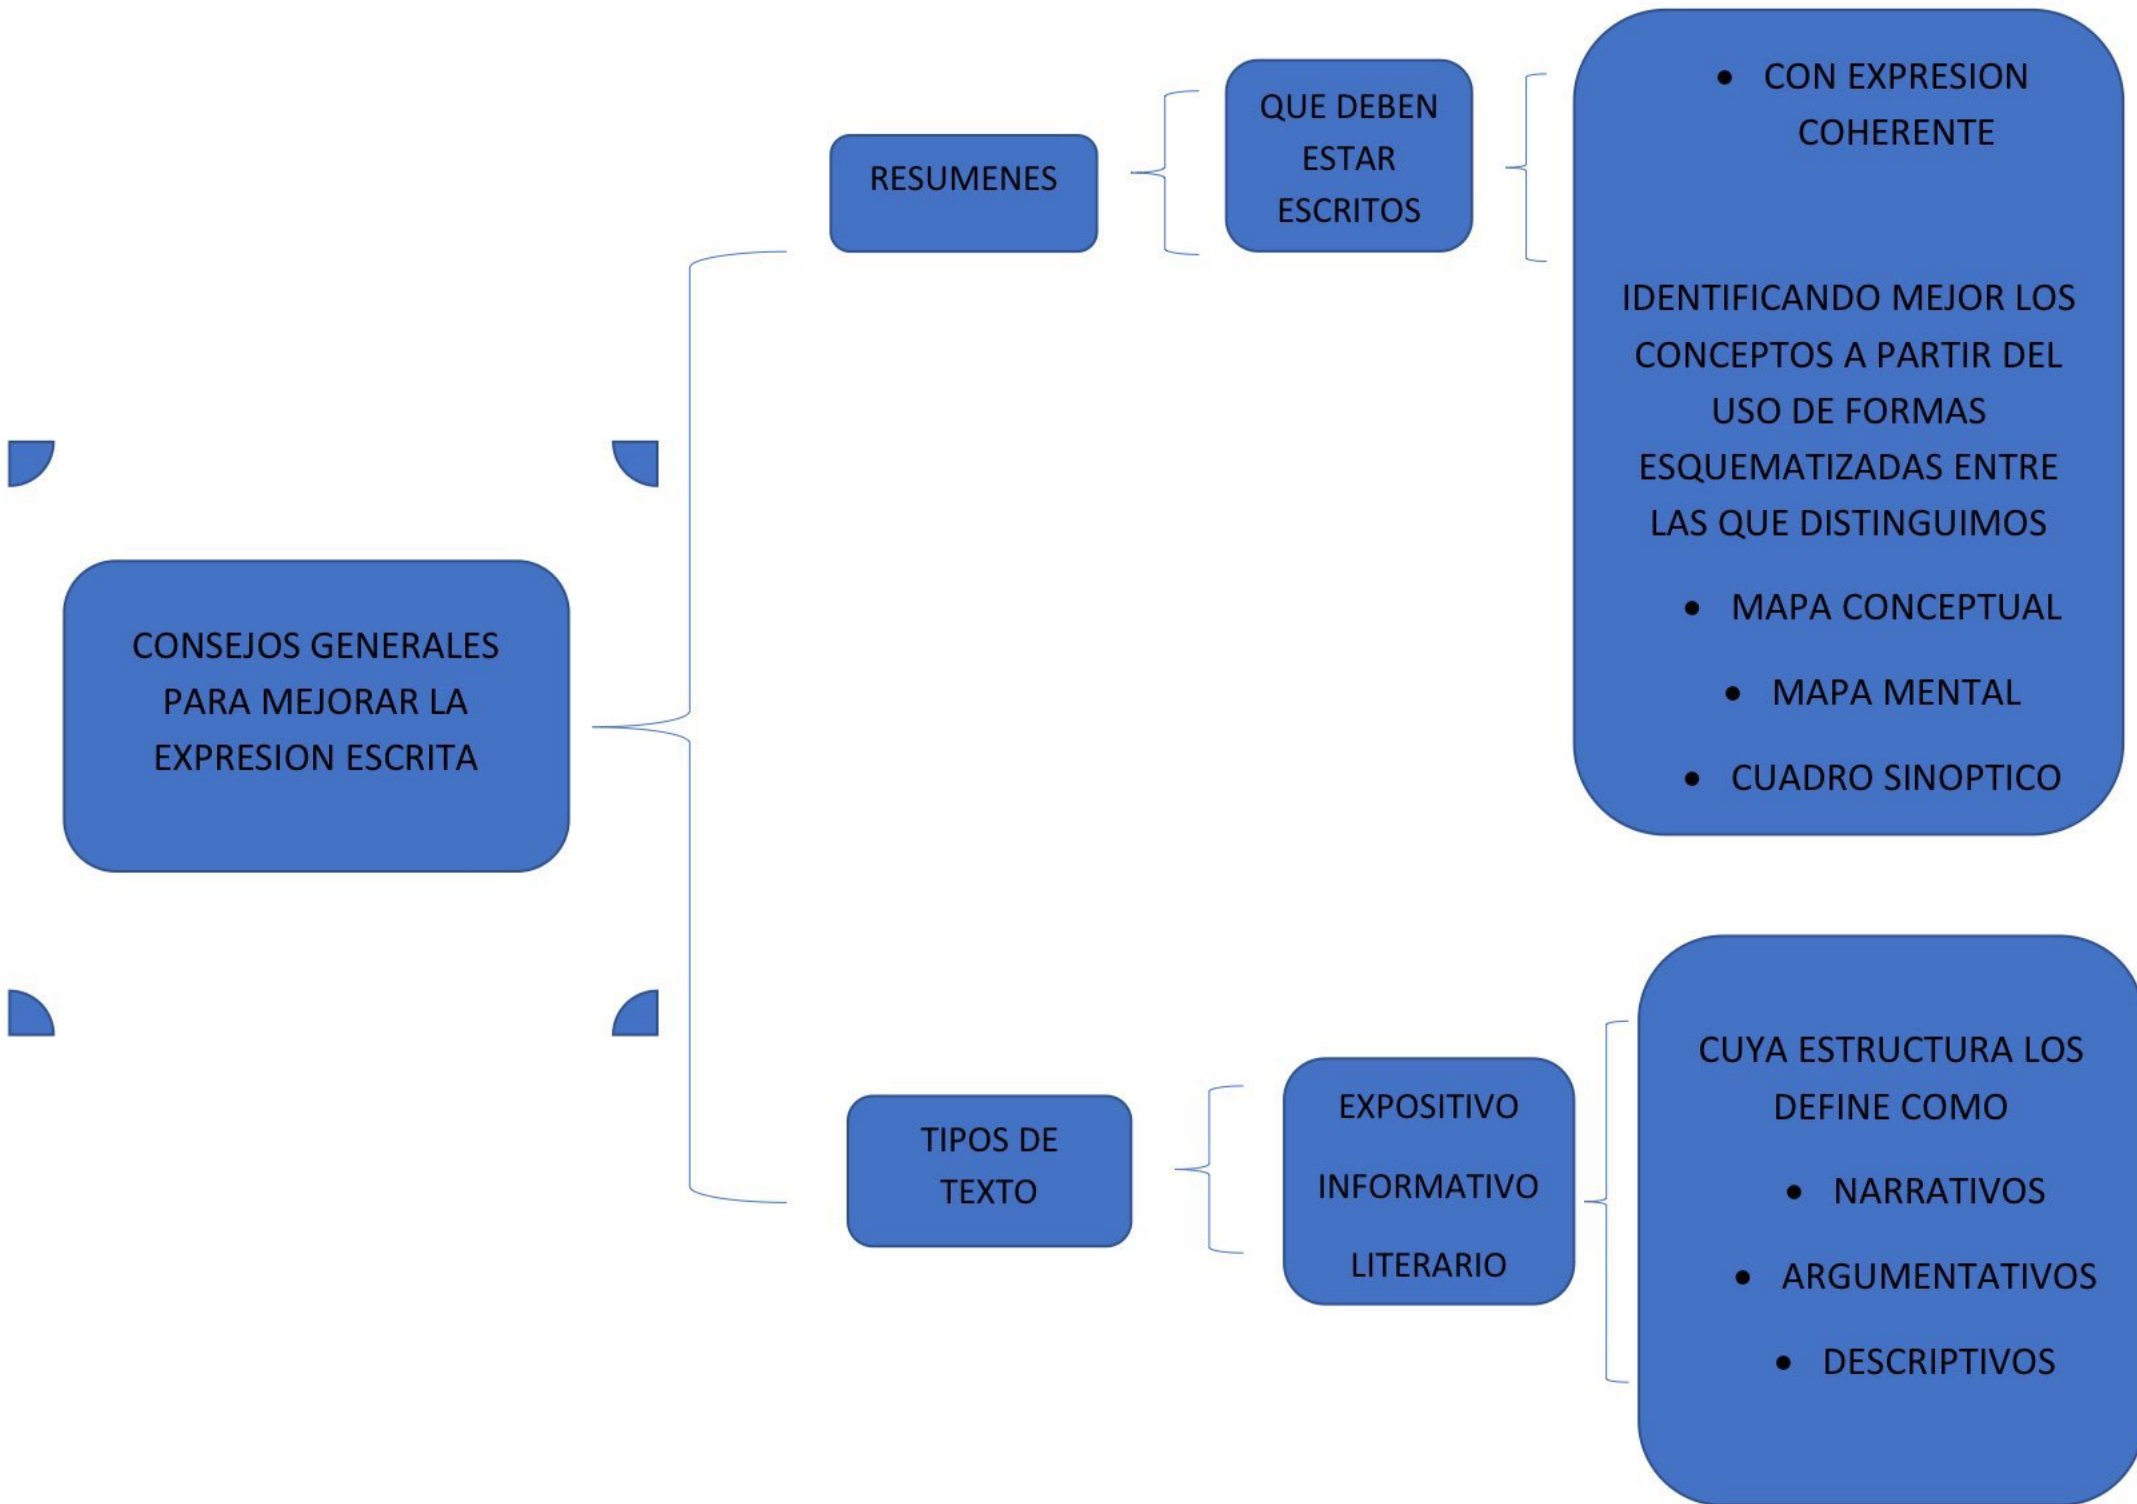 CONSEJOS GENERALES
PARA MEJORAR LA
EXPRESION ESCRITA
RESUMENES
QUE DEBEN
ESTAR
ESCRITOS
• CON EXPRESION
COHERENTE
IDENTIFICANDO MEJOR LOS
CONCEPTOS A PARTIR DEL
USO DE FORMAS
ESQUEMATIZADAS ENTRE
LAS QUE DISTINGUIMOS
• MAPA CONCEPTUAL
• MAPA MENTAL
• CUADRO SINOPTICO
TIPOS DE
TEXTO
EXPOSITIVO
INFORMATIVO
LITERARIO
CUYA ESTRUCTURA LOS
DEFINE COMO
• NARRATIVOS
• ARGUMENTATIVOS
• DESCRIPTIVOS